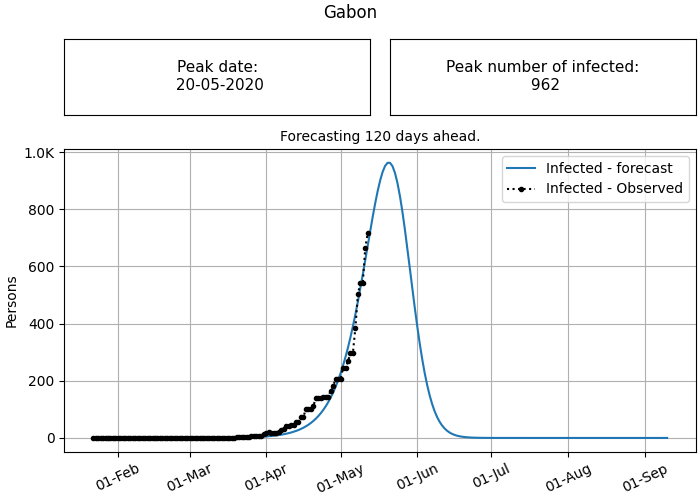 Gabon
Peak date:
20-05-2020
Peak number of infected:
962
Forecasting 120 days ahead.
1.0K
800
600
400
200
0
Persons
Infected - forecast
Infected - Observed
01-Feb
01-Mar
01-Apr
01-May
01-Jun
01-Jul
01-Aug
01-Sep